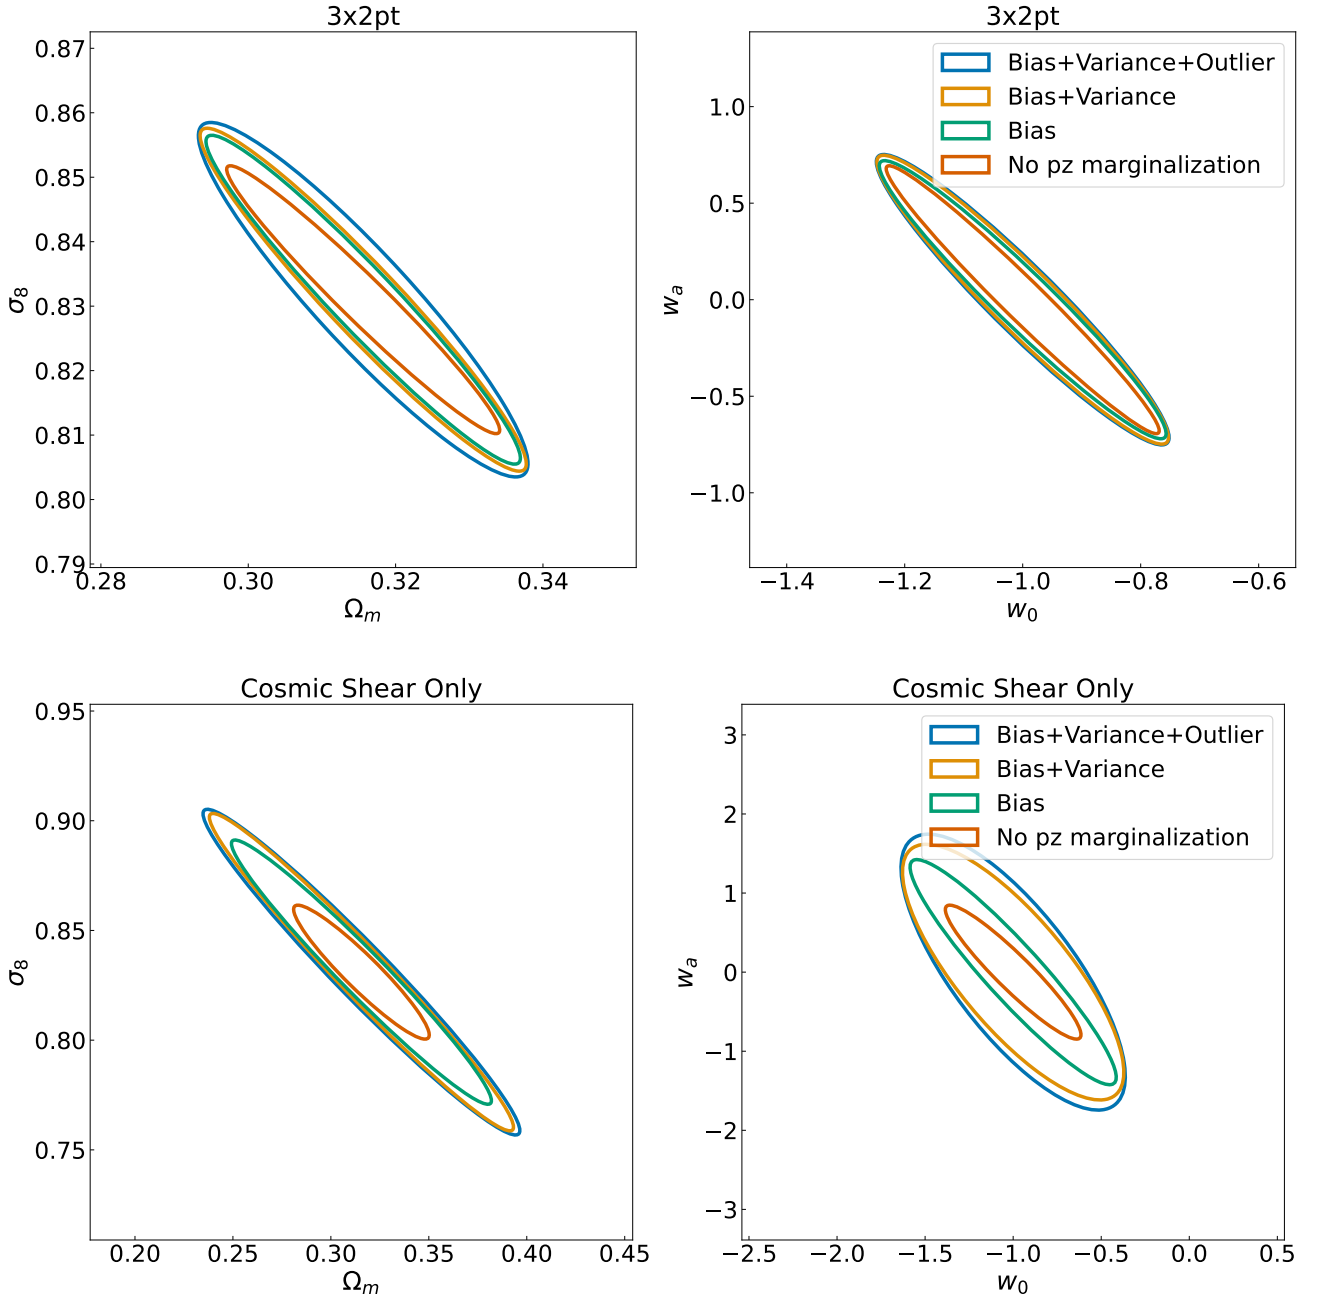 3x2pt
0.87
0.86
0.85
0.84
0.83
0.82
0.81
0.80
0.79
σ8
0.28 0.30 0.32 0.34
Ωm
3x2pt
Bias+Variance+Outlier
Bias+Variance
Bias
No pz marginalization
1.0
0.5
0.0
−0.5
−1.0
wa
−1.4 −1.2 −1.0 −0.8 −0.6
w0
Cosmic Shear Only
0.95
0.90
0.85
0.80
0.75
σ8
0.20 0.25 0.30 0.35 0.40 0.45
Ωm
Cosmic Shear Only
Bias+Variance+Outlier
Bias+Variance
Bias
No pz marginalization
3
2
1
0
−1
−2
−3
wa
−2.5 −2.0 −1.5 −1.0 −0.5 0.0 0.5
w0